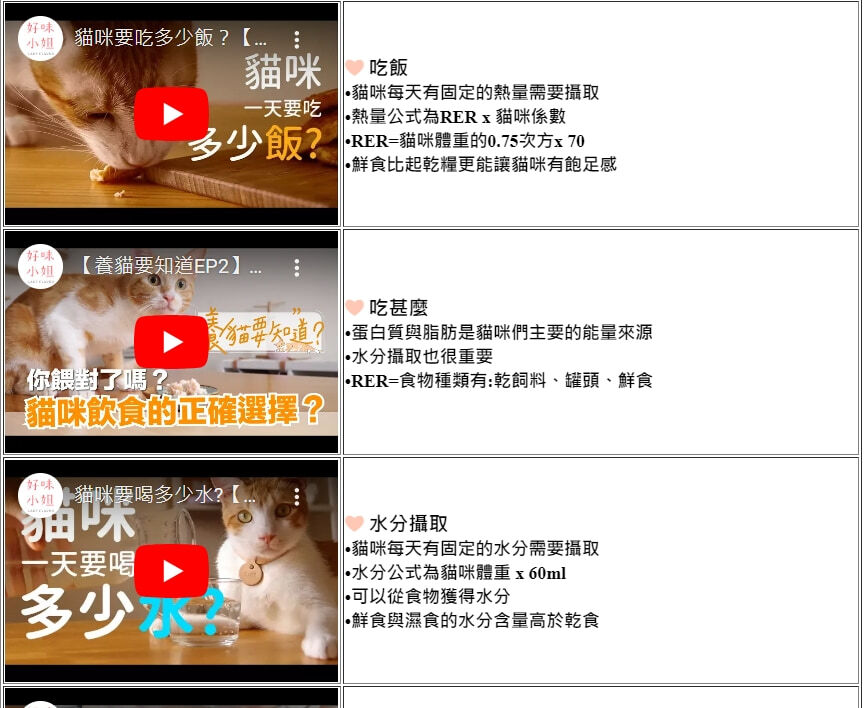 好味
小姐
貓咪要吃多少飯？【...
貓咪
一天要吃
多少飯?
吃飯
•貓咪每天有固定的熱量需要攝取
•熱量公式為RER x 貓咪係數
•RER=貓咪體重的0.75次方x 70
•鮮食比起乾糧更能讓貓咪有飽足感
好味
小姐
【養貓要知道EP2】...
養貓要知道?
你餵對了嗎？
貓咪飲食的正確選擇？
吃甚麼
•蛋白質與脂肪是貓咪們主要的能量來源
•水分攝取也很重要
•RER=食物種類有:乾飼料、罐頭、鮮食
好味
小姐
貓咪要喝多少水?【...
貓咪
一天要喝
多少水?
水分攝取
•貓咪每天有固定的水分需要攝取
•水分公式為貓咪體重 x 60ml
•可以從食物獲得水分
•鮮食與濕食的水分含量高於乾食